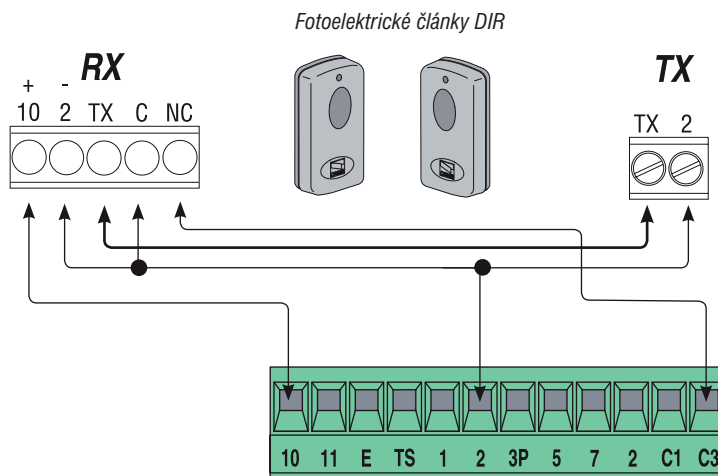 Fotoelektrické články DIR
RX
TX
+ -
10 2 TX C NC
TX 2
10 11 E TS 1 2 3P 5 7 2 C1 C3